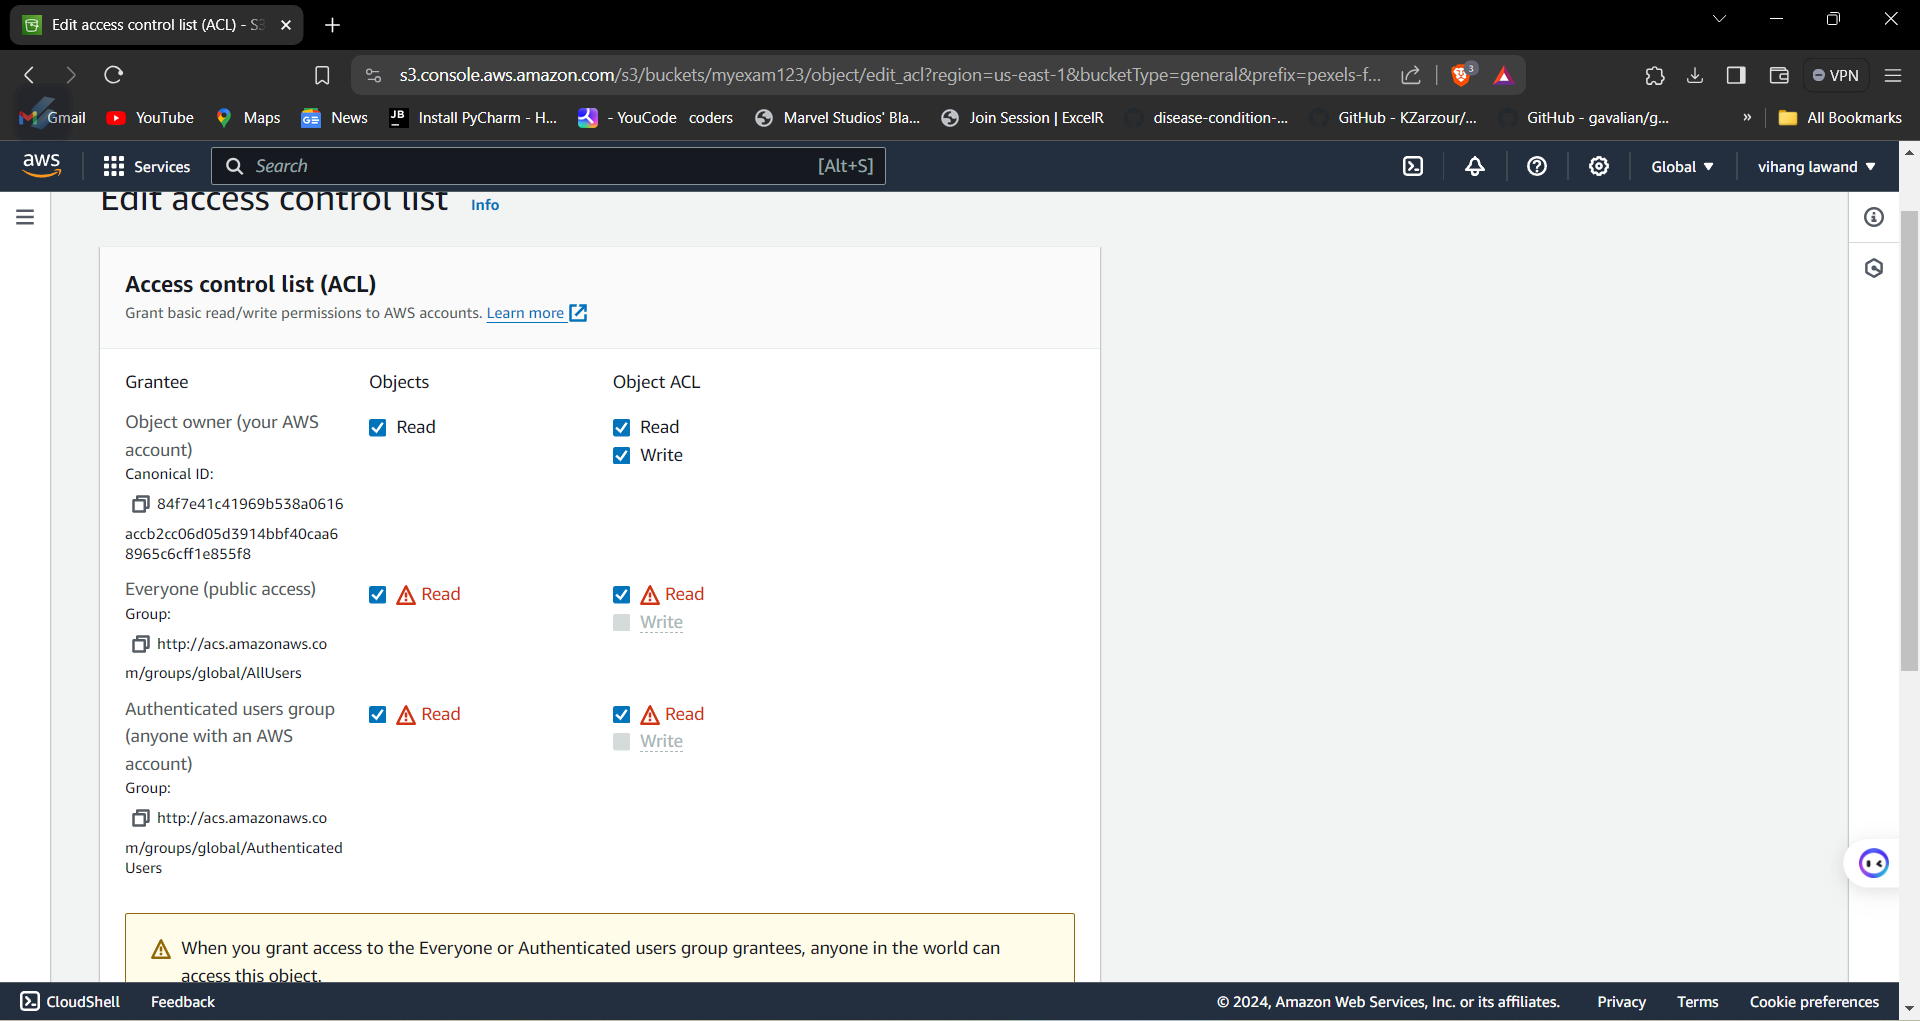 Edit access control list (ACL) - S3
s3.console.aws.amazon.com/s3/buckets/myexam123/object/edit_acl?region=us-east-1&bucketType=general&prefix=pexels-f...
3
VPN
Gmail
YouTube
Maps
News
Install PyCharm - H...
- YouCode coders
Marvel Studios' Bla...
Join Session | ExcelR
disease-condition-...
GitHub - KZarzour/...
GitHub - gavalian/g...
»
All Bookmarks
aws
Services
Search
[Alt+S]
Global
vihang lawand
Edit access control list Info
Access control list (ACL)
Grant basic read/write permissions to AWS accounts. Learn more
Grantee Objects Object ACL
Object owner (your AWS Read Read
account) Write
Canonical ID:
84f7e41c41969b538a0616
accb2cc06d05d3914bbf40caa6
8965c6cff1e855f8
Everyone (public access) Read Read
Group: Write
http://acs.amazonaws.co
m/groups/global/AllUsers
Authenticated users group Read Read
(anyone with an AWS Write
account)
Group:
http://acs.amazonaws.co
m/groups/global/Authenticated
Users
When you grant access to the Everyone or Authenticated users group grantees, anyone in the world can
access this object.
CloudShell Feedback © 2024, Amazon Web Services, Inc. or its affiliates. Privacy Terms Cookie preferences